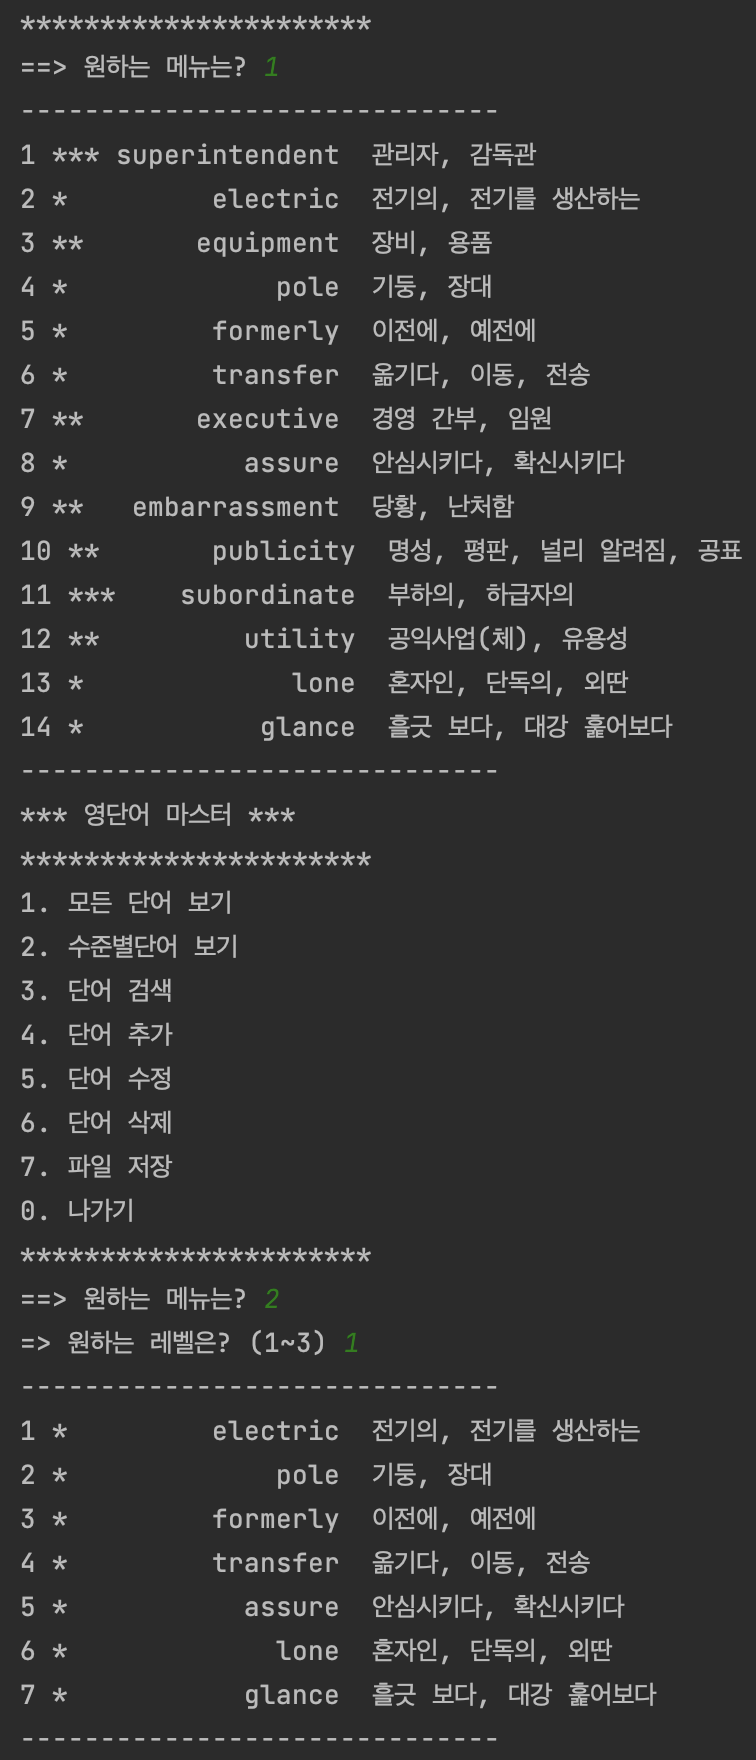 **********************
==> 원하는 메뉴는? 1
------------------------------
1 *** superintendent  관리자, 감독관
2 *         electric  전기의, 전기를 생산하는
3 **       equipment  장비, 용품
4 *             pole  기둥, 장대
5 *         formerly  이전에, 예전에
6 *         transfer  옮기다, 이동, 전송
7 **       executive  경영 간부, 임원
8 *           assure  안심시키다, 확신시키다
9 **   embarrassment  당황, 난처함
10 **       publicity  명성, 평판, 널리 알려짐, 공표
11 ***    subordinate  부하의, 하급자의
12 **         utility  공익사업(체), 유용성
13 *             lone  혼자인, 단독의, 외딴
14 *           glance  흘긋 보다, 대강 훑어보다
------------------------------
*** 영단어 마스터 ***
**********************
1. 모든 단어 보기
2. 수준별단어 보기
3. 단어 검색
4. 단어 추가
5. 단어 수정
6. 단어 삭제
7. 파일 저장
0. 나가기
**********************
==> 원하는 메뉴는? 2
=> 원하는 레벨은? (1~3) 1
------------------------------
1 *         electric  전기의, 전기를 생산하는
2 *             pole  기둥, 장대
3 *         formerly  이전에, 예전에
4 *         transfer  옮기다, 이동, 전송
5 *           assure  안심시키다, 확신시키다
6 *             lone  혼자인, 단독의, 외딴
7 *           glance  흘긋 보다, 대강 훑어보다
------------------------------